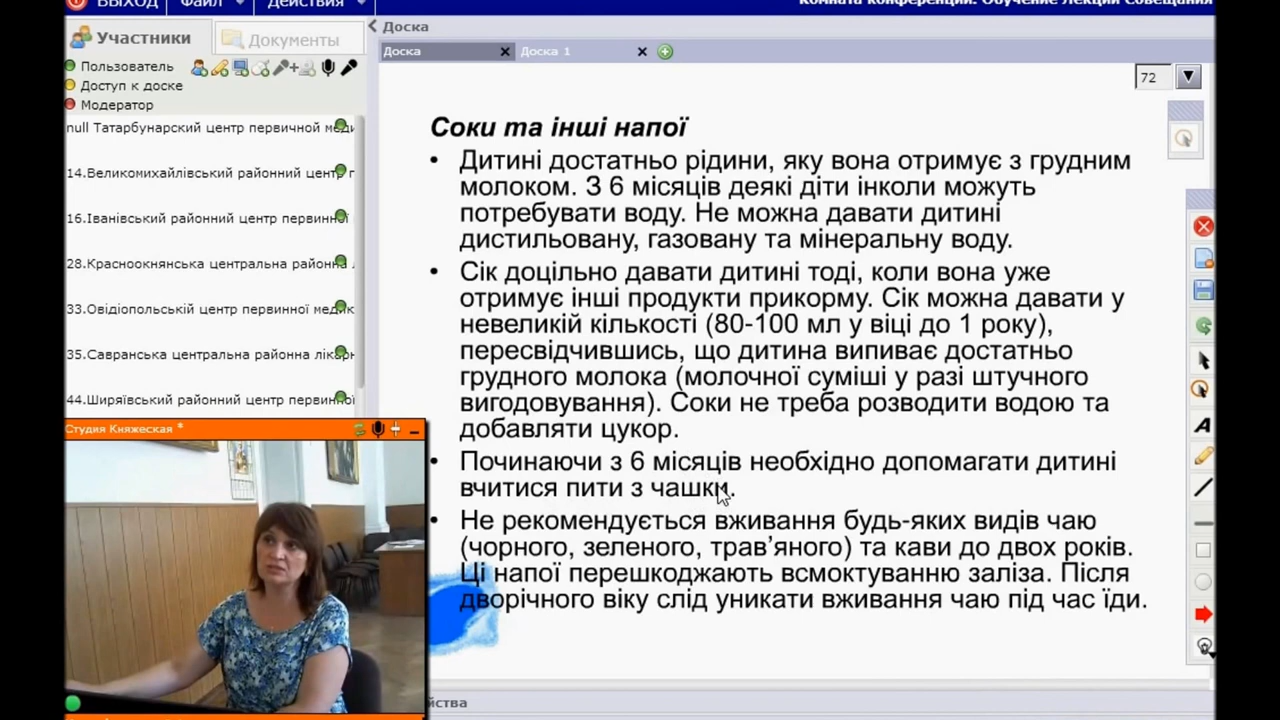 ВЫХОД Файл Действия
Комната конференции: Обучение Лекции Совещания
Участники
Документы
Доска
Доска
Доска 1
Пользователь
Доступ к доске
Модератор
72
null Татарбунарский центр первичной меди
14.Великомихайлівський районний центр п
16.Іванівський районний центр первинної
28.Красноокнянська центральна районна л
33.Овідіопольській центр первинної медик
35.Савранська центральна районна лікарн
44.Ширяївський районний центр первинної
Студия Княжеская *
Соки та інші напої
• Дитині достатньо рідини, яку вона отримує з грудним
молоком. З 6 місяців деякі діти інколи можуть
потребувати воду. Не можна давати дитині
дистильовану, газовану та мінеральну воду.
• Сік доцільно давати дитині тоді, коли вона уже
отримує інші продукти прикорму. Сік можна давати у
невеликій кількості (80-100 мл у віці до 1 року),
пересвідчившись, що дитина випиває достатньо
грудного молока (молочної суміші у разі штучного
вигодовування). Соки не треба розводити водою та
добавляти цукор.
• Починаючи з 6 місяців необхідно допомагати дитині
вчитися пити з чашки.
• Не рекомендується вживання будь-яких видів чаю
(чорного, зеленого, трав’яного) та кави до двох років.
Ці напої перешкоджають всмоктуванню заліза. Після
дворічного віку слід уникати вживання чаю під час їди.